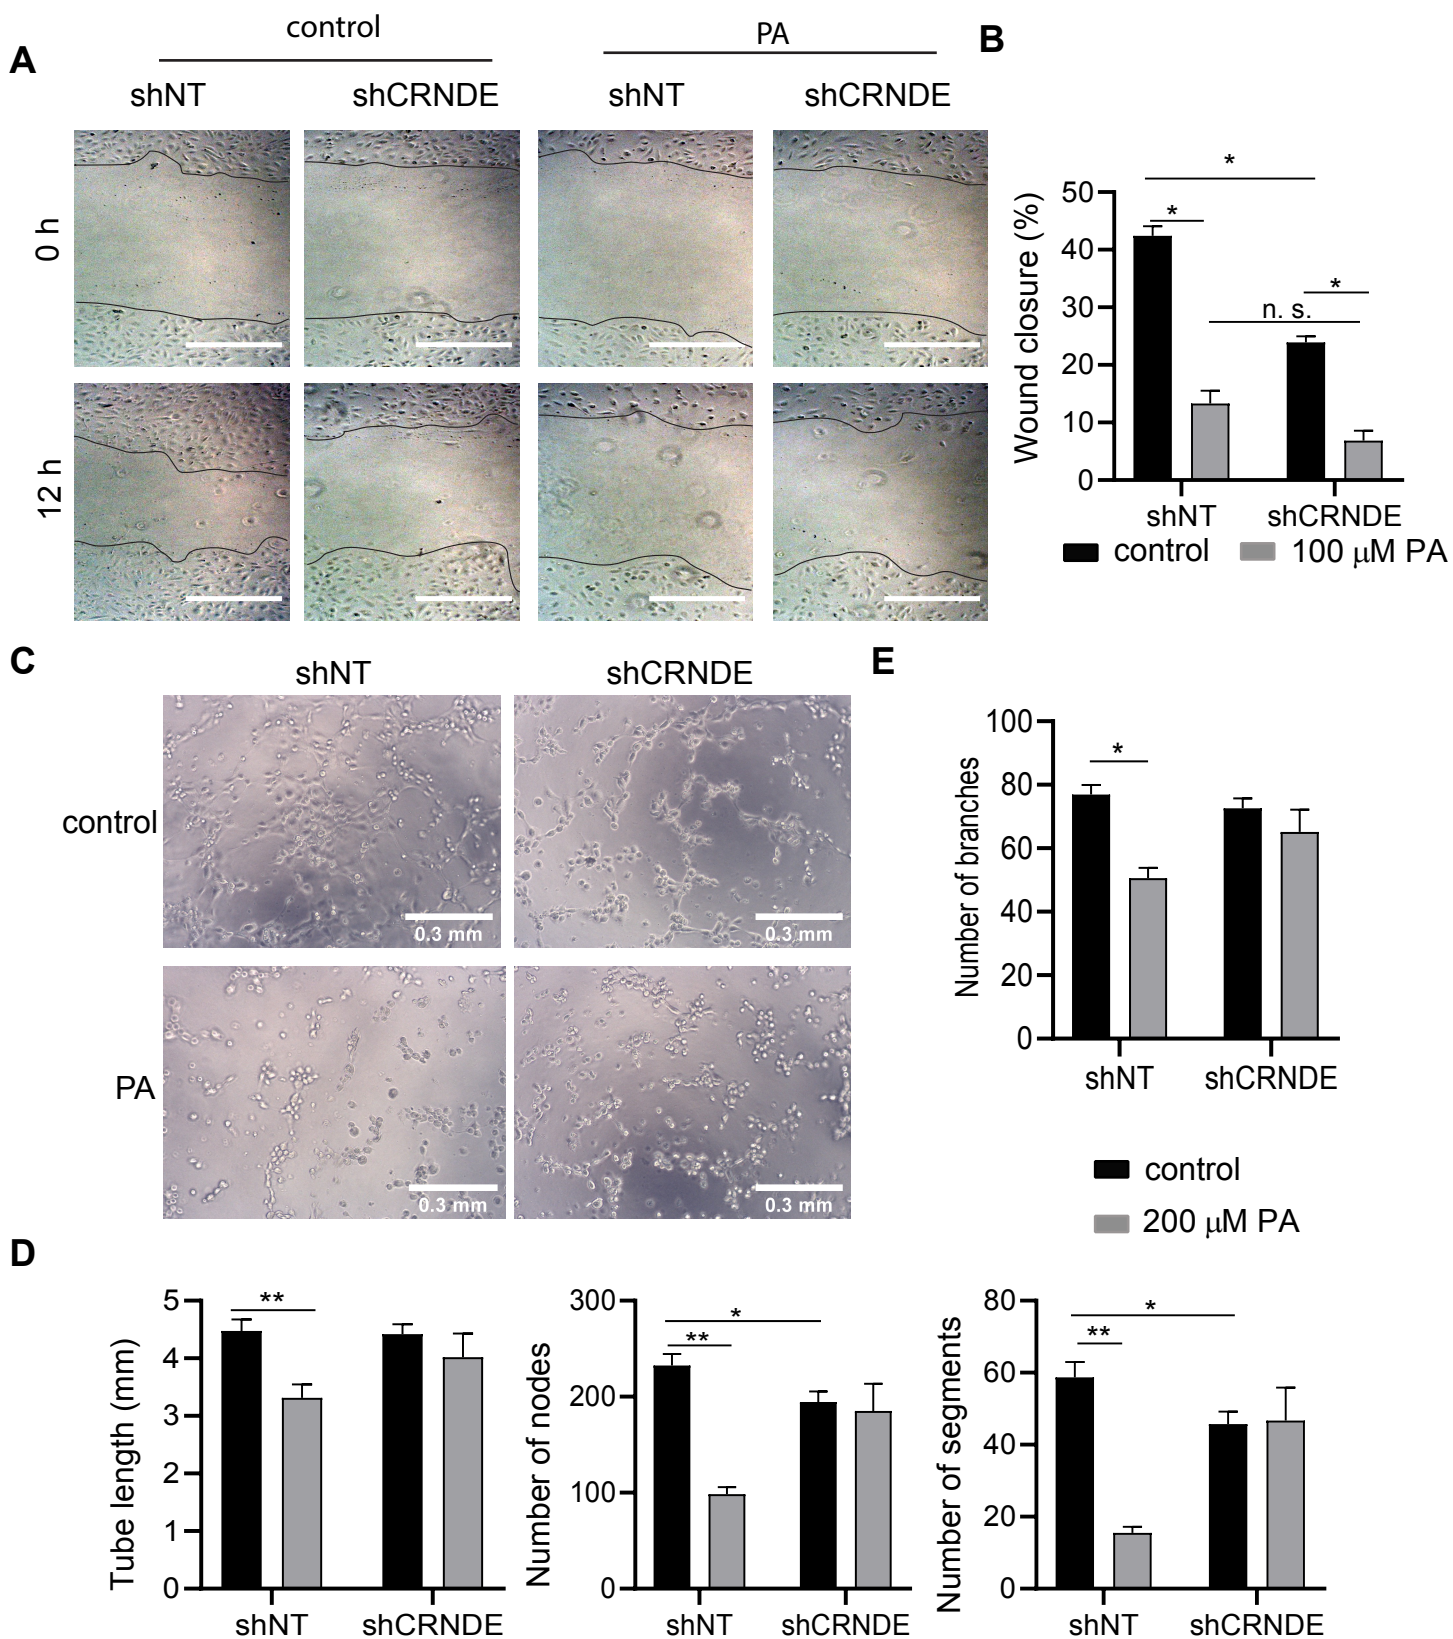 A
control
PA
shNT
shCRNDE
shNT
shCRNDE
0 h
12 h
B
Wound closure (%)
50
40
30
20
10
0
*
*
*
n. s.
shNT
shCRNDE
control
100 μM PA
C
shNT
shCRNDE
control
0.3 mm
0.3 mm
PA
0.3 mm
0.3 mm
E
Number of branches
100
80
60
40
20
0
*
shNT
shCRNDE
control
200 μM PA
D
Tube length (mm)
5
4
3
2
1
0
**
shNT
shCRNDE
Number of nodes
300
200
100
0
*
**
shNT
shCRNDE
Number of segments
80
60
40
20
0
*
**
shNT
shCRNDE